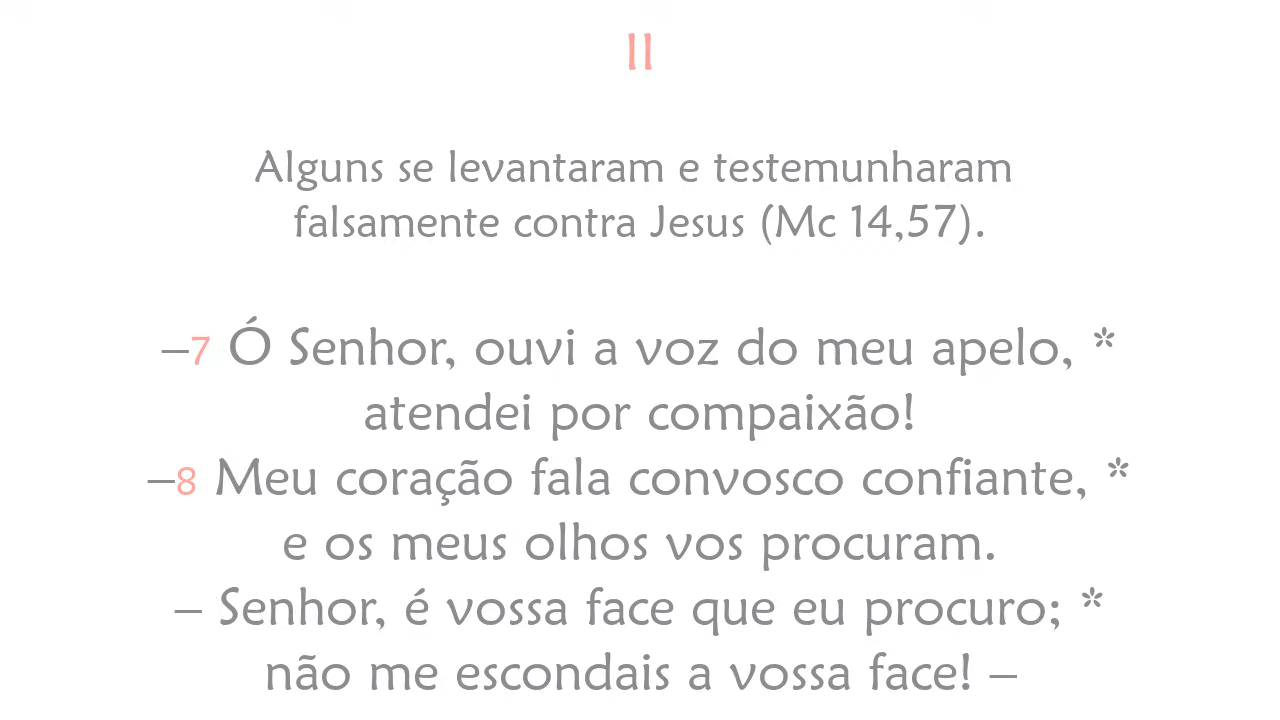 II
Alguns se levantaram e testemunharam
falsamente contra Jesus (Mc 14,57).
–7 Ó Senhor, ouvi a voz do meu apelo, *
atendei por compaixão!
–8 Meu coração fala convosco confiante, *
e os meus olhos vos procuram.
– Senhor, é vossa face que eu procuro; *
não me escondais a vossa face! –